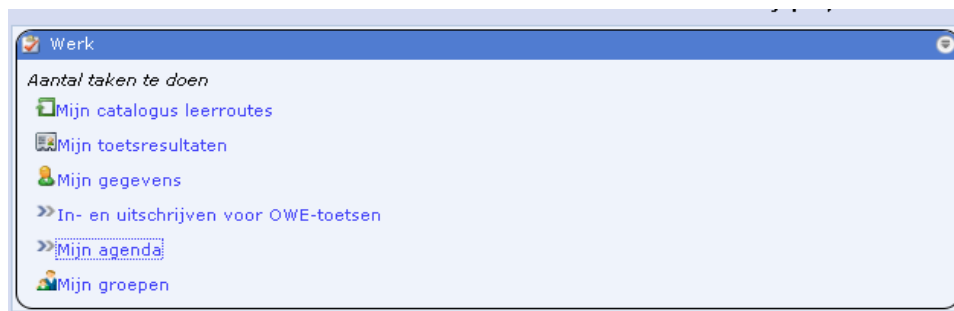 Werk
Aantal taken te doen
Mijn catalogus leerroutes
Mijn toetsresultaten
Mijn gegevens
In- en uitschrijven voor OWE-toetsen
Mijn agenda
Mijn groepen